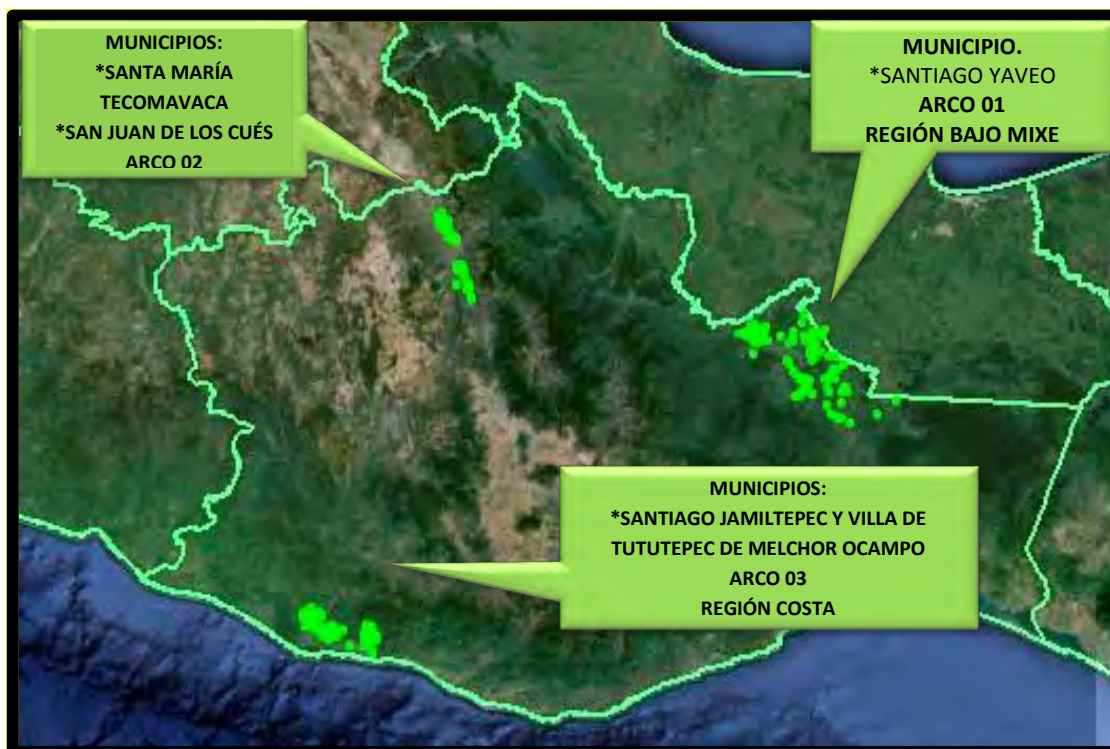 MUNICIPIOS:
*SANTA MARÍA
TECOMAVACA
*SAN JUAN DE LOS CUÉS
ARCO 02
MUNICIPIO.
*SANTIAGO YAVEO
ARCO 01
REGIÓN BAJO MIXE
MUNICIPIOS:
*SANTIAGO JAMILTEPEC Y VILLA DE
TUTUTEPEC DE MELCHOR OCAMPO
ARCO 03
REGIÓN COSTA